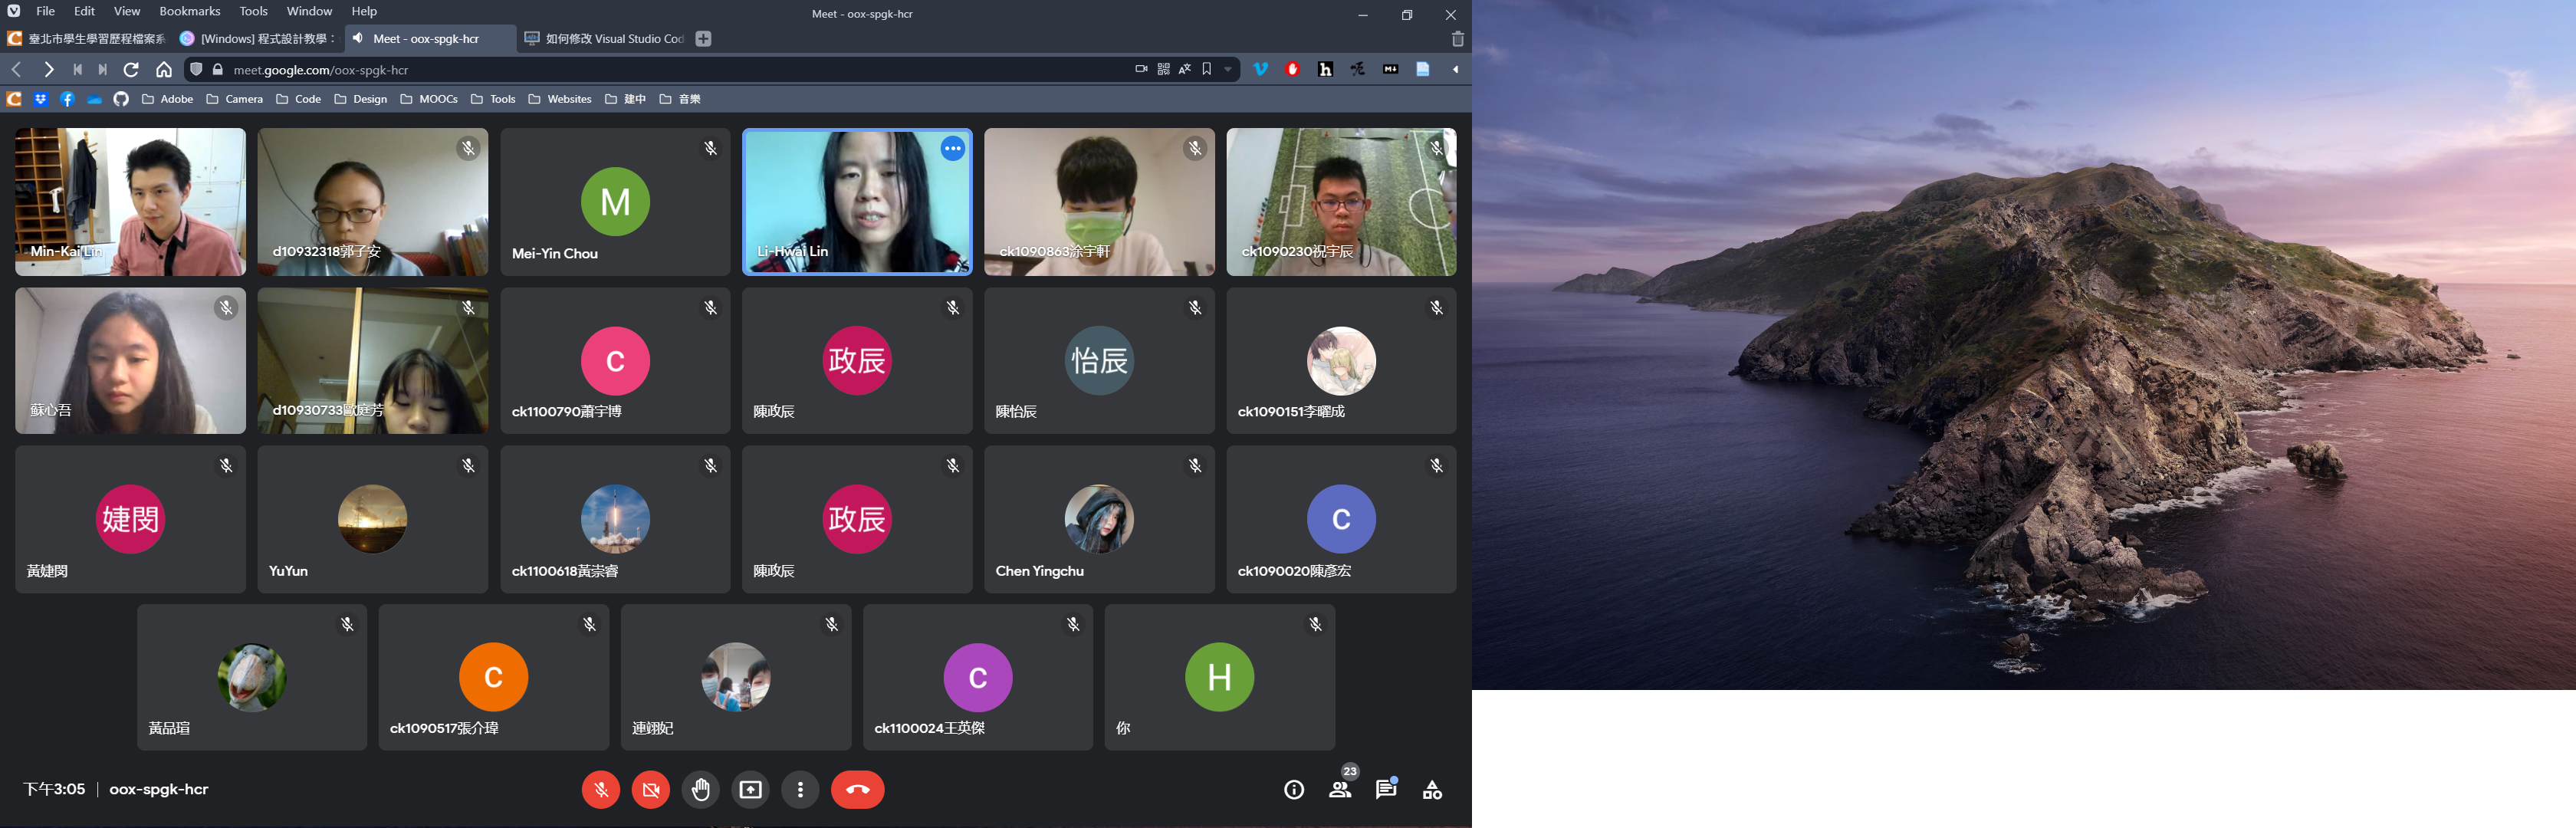 File Edit View Bookmarks Tools Window Help
Meet - oox-spgk-hcr
臺北市學生學習歷程檔案系
[Windows] 程式設計教學：
Meet - oox-spgk-hcr
如何修改 Visual Studio Cod
meet.google.com/oox-spgk-hcr
Adobe Camera Code Design MOOCs Tools Websites 建中 音樂
Min-Kai Lin
d10932318郭子安
M
Mei-Yin Chou
Li-Hwai Lin
ck1090863涂宇軒
ck1090230祝宇辰
蘇心吾
d10930733歐庭芳
C
ck1100790蕭宇博
政辰
陳政辰
怡辰
陳怡辰
ck1090151李曜成
婕閔
黃婕閔
YuYun
ck1100618黃崇睿
政辰
陳政辰
Chen Yingchu
C
ck1090020陳彥宏
黃品瑄
C
ck1090517張介瑋
連翊妃
C
ck1100024王英傑
H
你
下午3:05 | oox-spgk-hcr
23